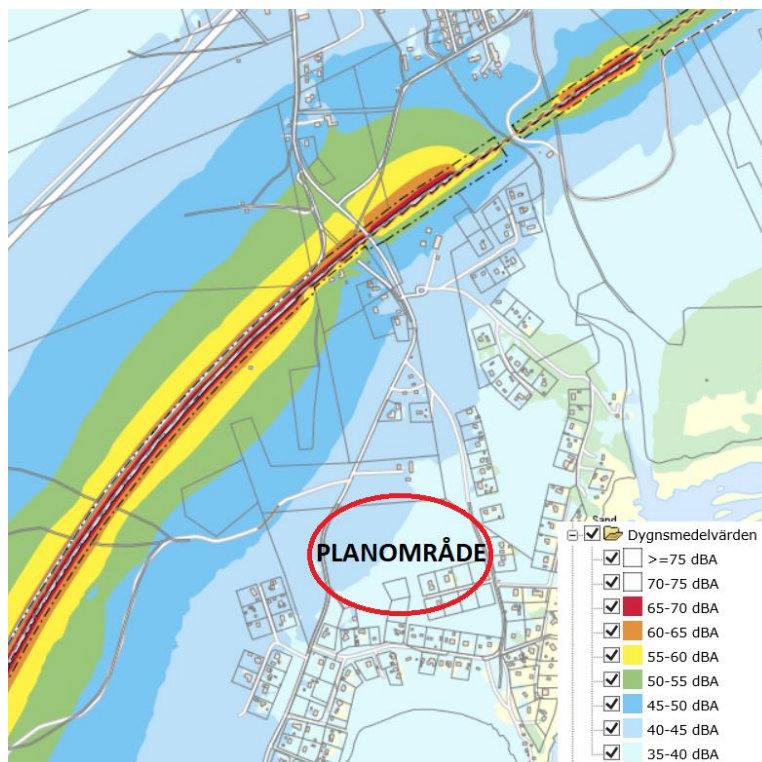 PLANOMRÅDE
Sand
Dygnsmedelvärden
>=75 dBA
70-75 dBA
65-70 dBA
60-65 dBA
55-60 dBA
50-55 dBA
45-50 dBA
40-45 dBA
35-40 dBA